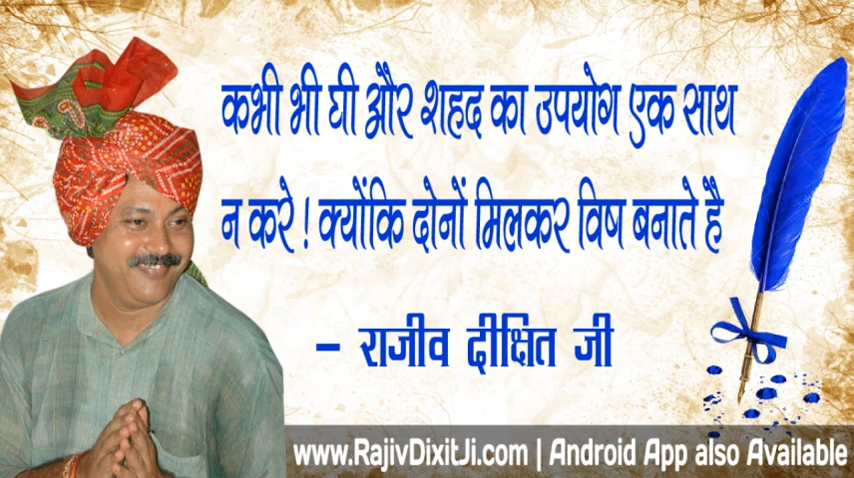 कभी भी घी और शहद का उपयोग एक साथ
न करे ! क्योंकि दोनों मिलकर विष बनाते है
– राजीव दीक्षित जी
www.RajivDixitJi.com | Android App also Available